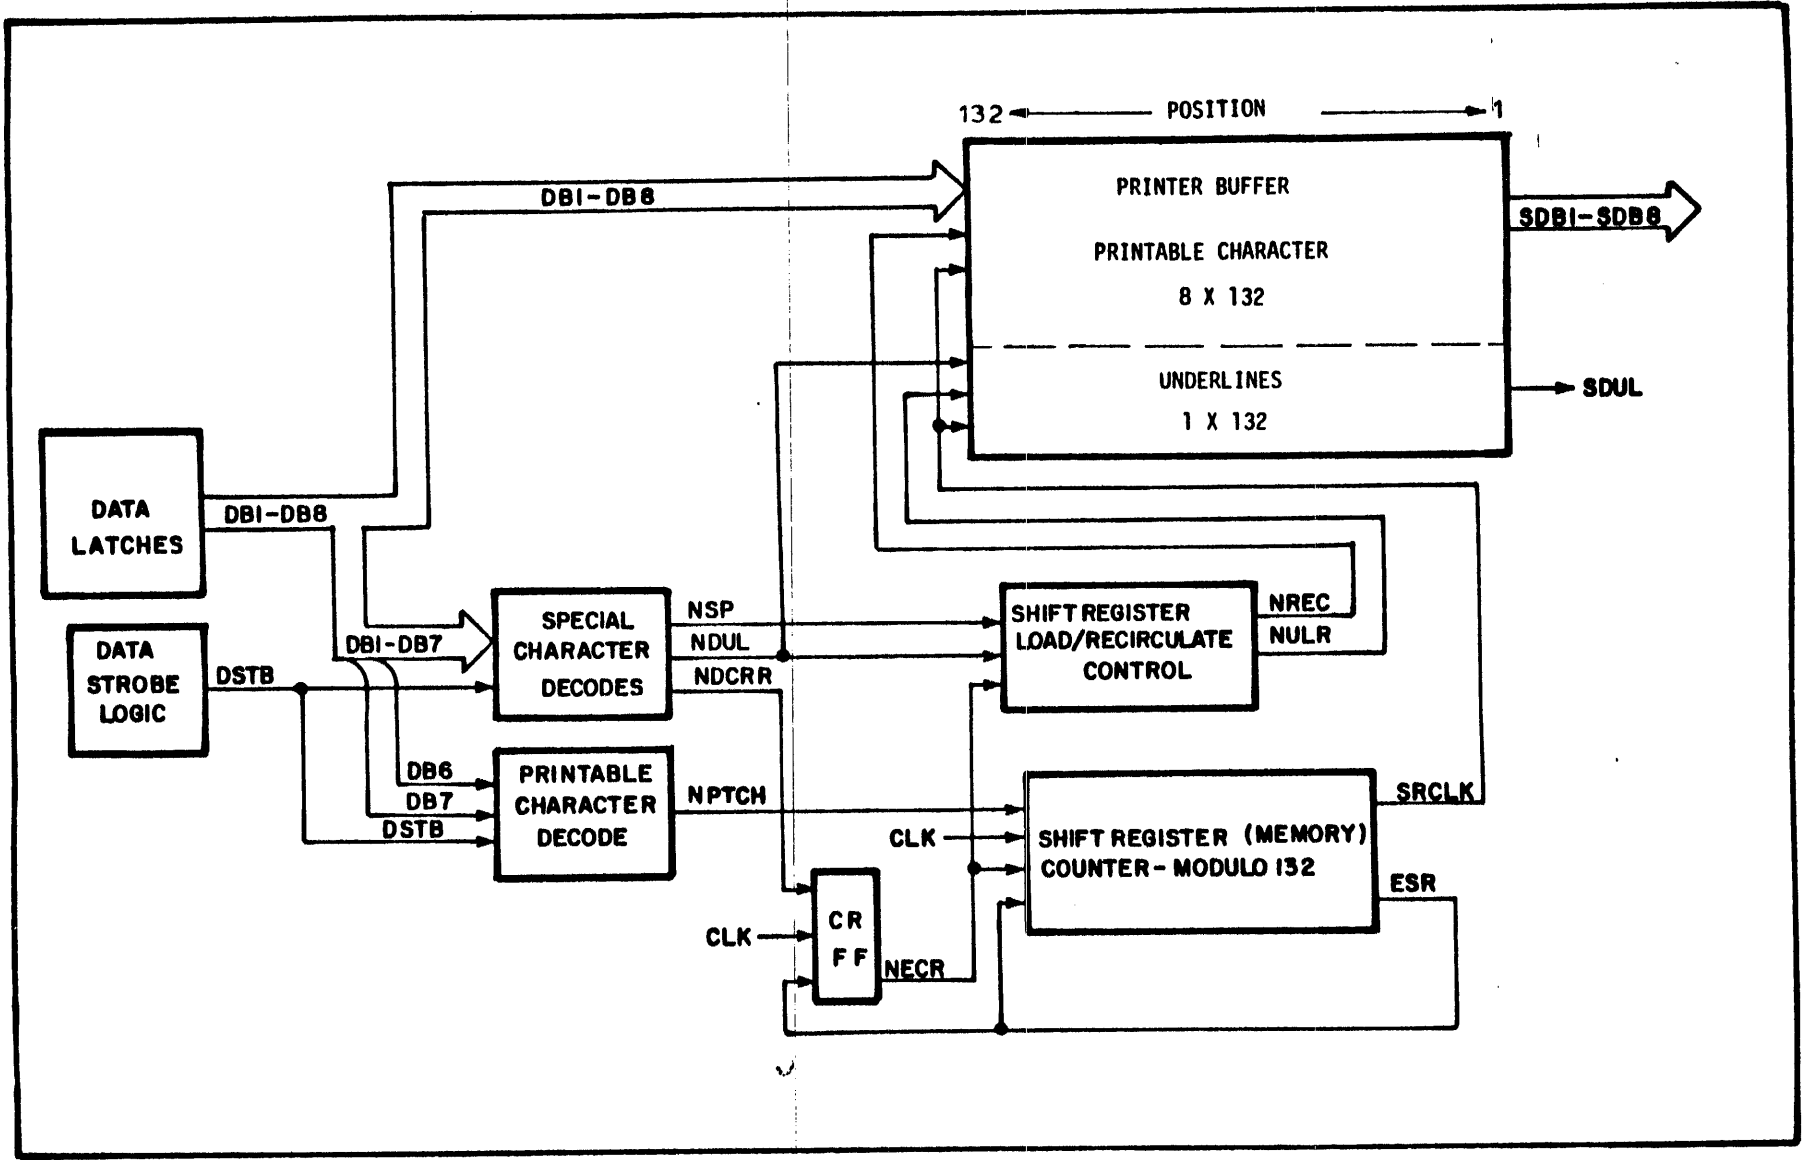 132 POSITION 1
PRINTER BUFFER
DB1-DB8
SDB1-SDB8
PRINTABLE CHARACTER
8 X 132
UNDERLINES
1 X 132
SDUL
DATA
LATCHES
DB1-DB8
DATA
STROBE
LOGIC
DSTB
DB1-DB7
SPECIAL
CHARACTER
DECODES
NSP
NDUL
NDCRR
SHIFT REGISTER
LOAD/RECIRCULATE
CONTROL
NREC
NULR
DB6
DB7
DSTB
PRINTABLE
CHARACTER
DECODE
NPTCH
CLK
SHIFT REGISTER (MEMORY)
COUNTER - MODULO 132
SRCLK
ESR
CLK
CR
FF
NECR